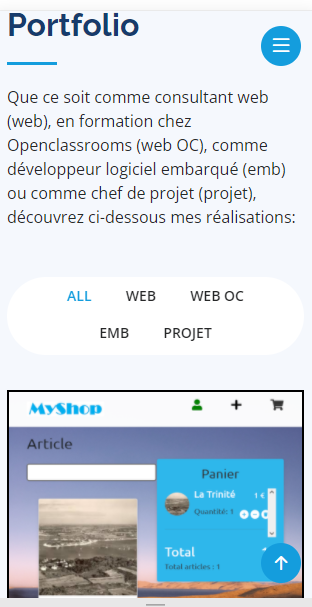 Portfolio
Que ce soit comme consultant web
(web), en formation chez
Openclassrooms (web OC), comme
développeur logiciel embarqué (emb)
ou comme chef de projet (projet),
découvrez ci-dessous mes réalisations:
ALL WEB WEB OC
EMB PROJET
MyShop
Article
Panier
La Trinité 1 €
Quantité: 1
Total
Total articles : 1